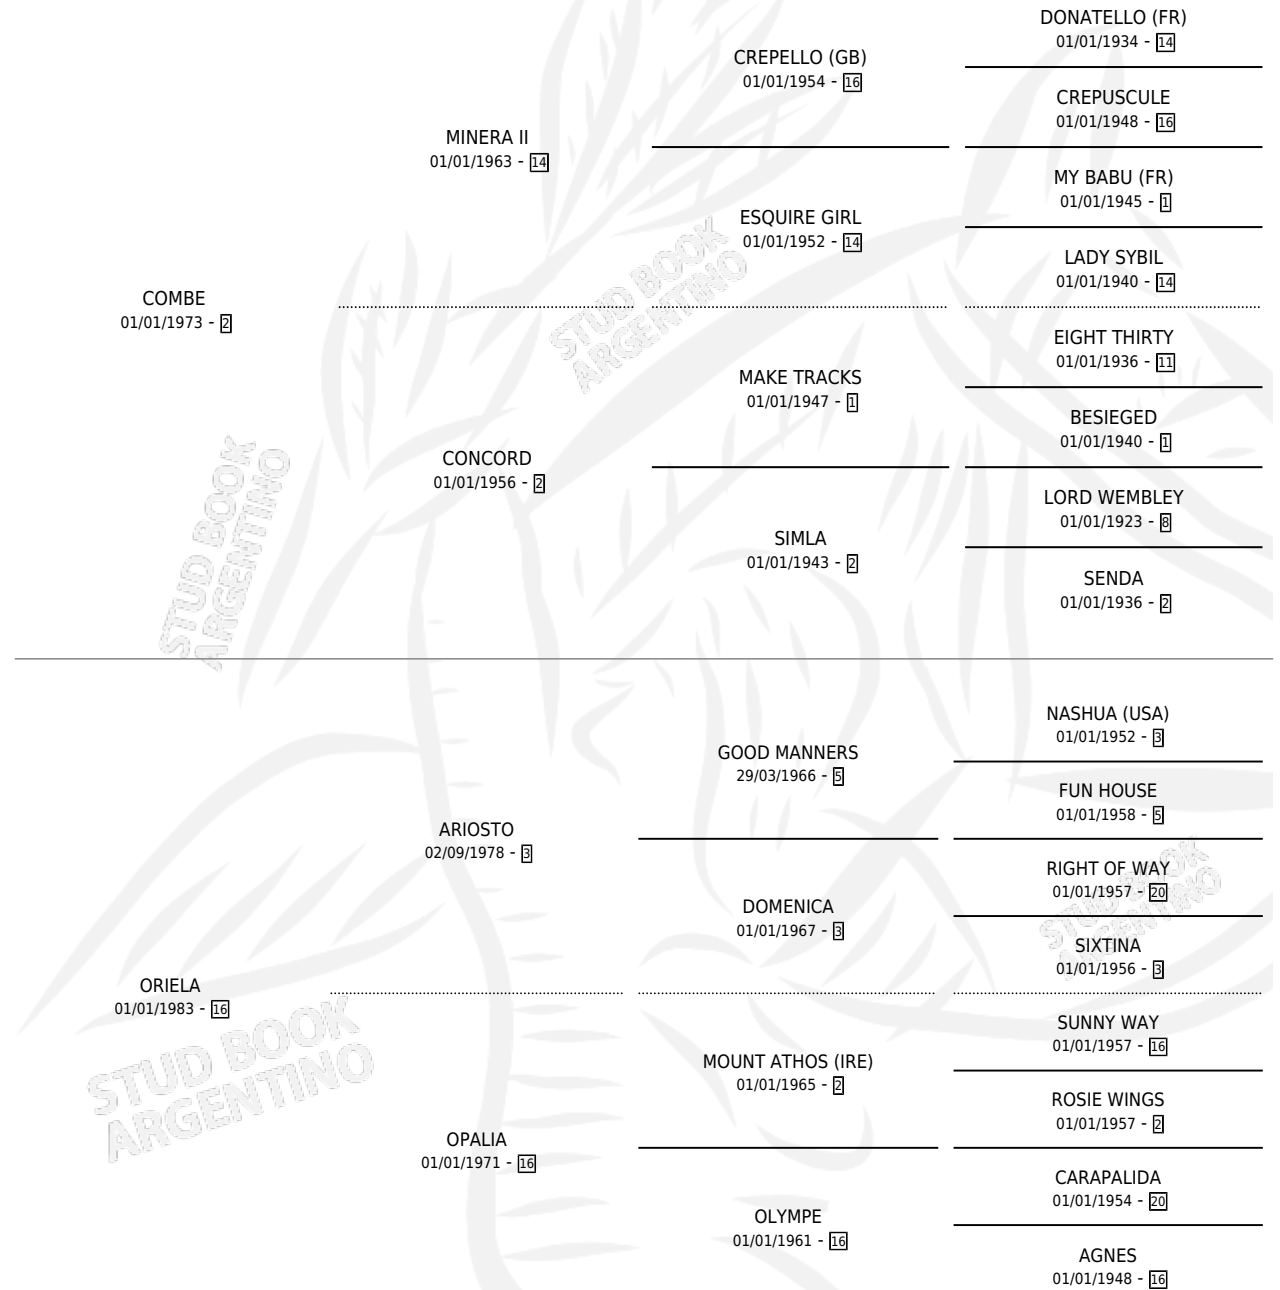 DONATELLO (FR)
01/01/1934 - 14
CREPELLO (GB)
01/01/1954 - 16
CREPUSCULE
01/01/1948 - 16
MINERA II
01/01/1963 - 14
MY BABU (FR)
01/01/1945 - 1
ESQUIRE GIRL
01/01/1952 - 14
LADY SYBIL
01/01/1940 - 14
COMBE
01/01/1973 - 2
EIGHT THIRTY
01/01/1936 - 11
MAKE TRACKS
01/01/1947 - 1
BESIEGED
01/01/1940 - 1
CONCORD
01/01/1956 - 2
LORD WEMBLEY
01/01/1923 - 8
SIMLA
01/01/1943 - 2
SENDA
01/01/1936 - 2
NASHUA (USA)
01/01/1952 - 3
GOOD MANNERS
29/03/1966 - 5
FUN HOUSE
01/01/1958 - 5
ARIOSTO
02/09/1978 - 3
RIGHT OF WAY
01/01/1957 - 20
DOMENICA
01/01/1967 - 3
SIXTINA
01/01/1956 - 3
ORIELA
01/01/1983 - 16
SUNNY WAY
01/01/1957 - 16
MOUNT ATHOS (IRE)
01/01/1965 - 2
ROSIE WINGS
01/01/1957 - 2
OPALIA
01/01/1971 - 16
CARAPALIDA
01/01/1954 - 20
OLYMPE
01/01/1961 - 16
AGNES
01/01/1948 - 16
STUD BOOK
ARGENTINO
STUD BOOK
ARGENTINO
STUD BOOK
ARGENTINO
STUD BOOK
ARGENTINO